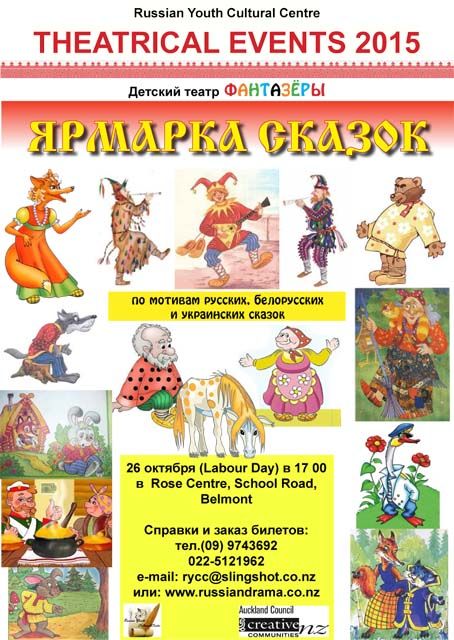 Russian Youth Cultural Centre
THEATRICAL EVENTS 2015
Детский театр ФАНТАЗЁРЫ
ЯРМАРКА СКАЗОК
ПО МОТИВАМ РУССКИХ, БЕЛОРУССКИХ
И УКРАИНСКИХ СКАЗОК
26 октября (Labour Day) в 17 00
в Rose Centre, School Road,
Belmont
Справки и заказ билетов:
тел.(09) 9743692
022-5121962
e-mail: rycc@slingshot.co.nz
или: www.russiandrama.co.nz
Auckland Council
creative nz
COMMUNITIES